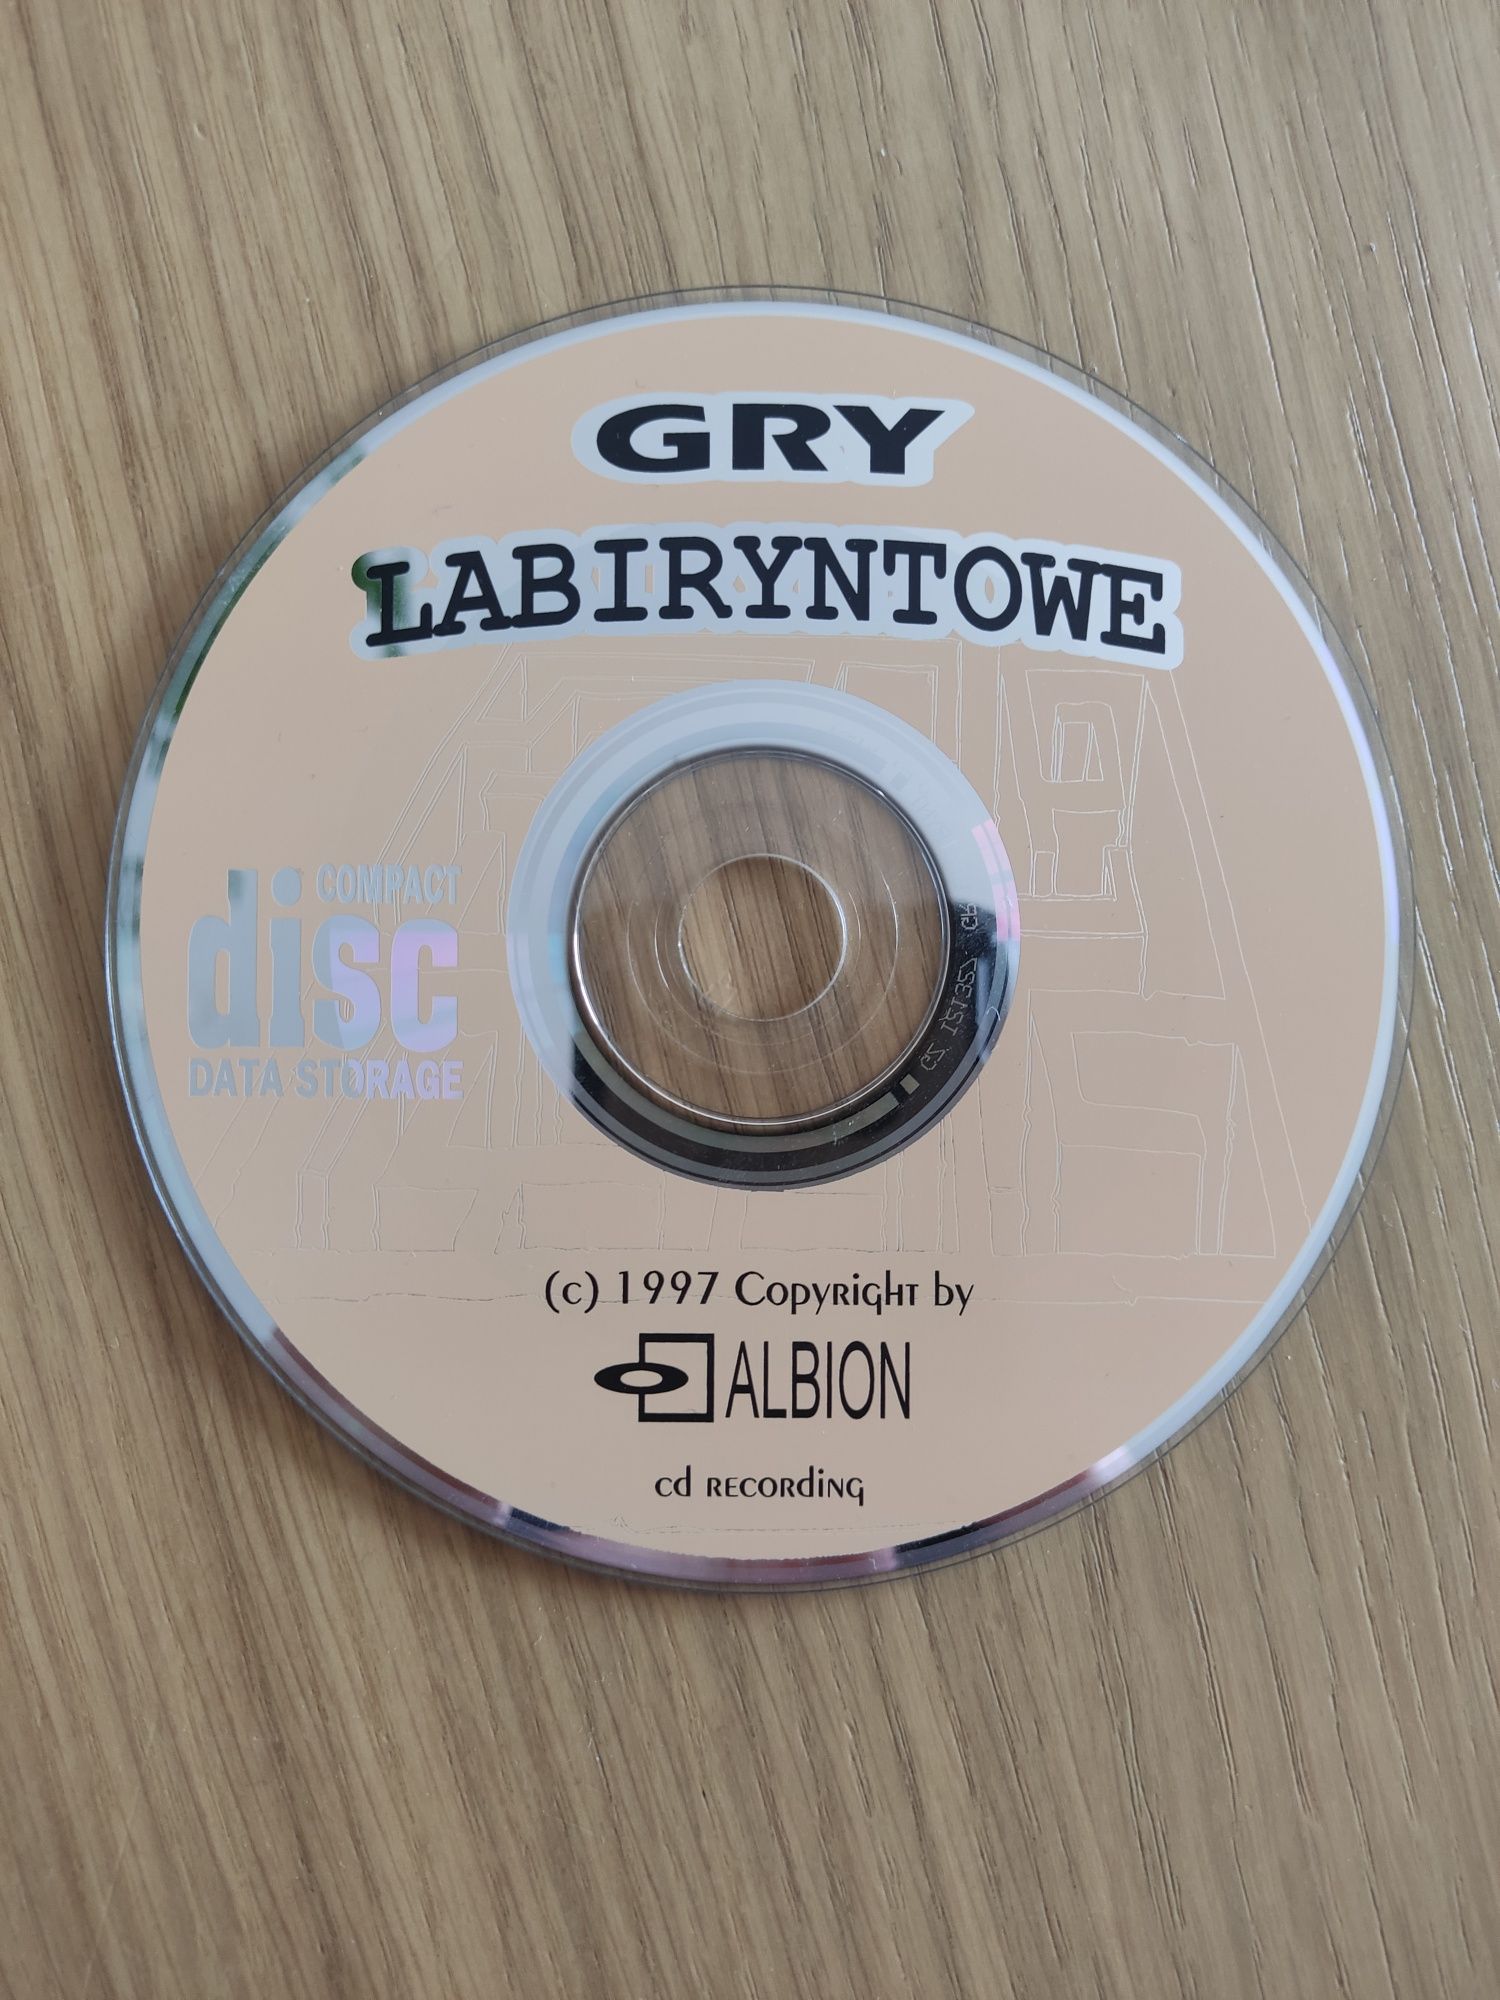 GRY
LABIRYNTOWE
COMPACT
disc
DATA STORAGE
(c) 1997 Copyright by
ALBION
cd recording